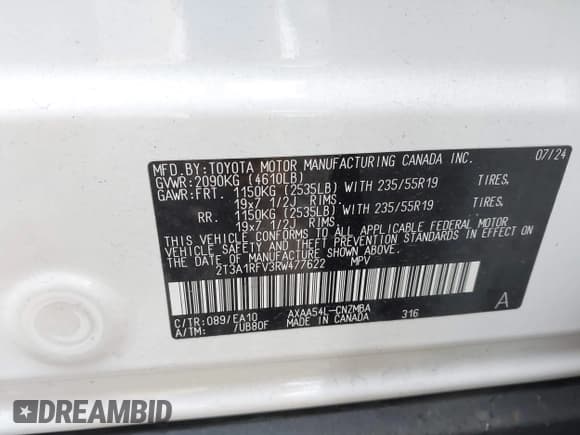 MFD.BY:TOYOTA MOTOR MANUFACTURING CANADA INC. 07/24
GVWR:2090KG (4610LB)
GAWR:FRT. 1150KG (2535LB) WITH 235/55R19 TIRES,
19x7 1/2J RIMS.
RR. 1150KG (2535LB) WITH 235/55R19 TIRES,
19x7 1/2J RIMS.
THIS VEHICLE CONFORMS TO ALL APPLICABLE FEDERAL MOTOR
VEHICLE SAFETY AND THEFT PREVENTION STANDARDS IN EFFECT ON
THE DATE OF MANUFACTURE SHOWN ABOVE.
2T3A1RFV3RW477622 MPV
C/TR:089/EA10 AXAA54L-CNZMBA 316 A
A/TM: /UB80F MADE IN CANADA
DREAMBID